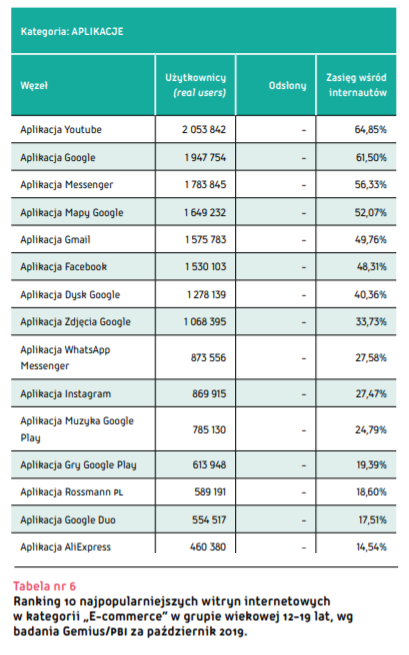 Kategoria: APLIKACJE
Węzeł Użytkownicy (real users) Odsłony Zasięg wśród internautów
Aplikacja Youtube 2 053 842 - 64,85%
Aplikacja Google 1 947 754 - 61,50%
Aplikacja Messenger 1 783 845 - 56,33%
Aplikacja Mapy Google 1 649 232 - 52,07%
Aplikacja Gmail 1 575 783 - 49,76%
Aplikacja Facebook 1 530 103 - 48,31%
Aplikacja Dysk Google 1 278 139 - 40,36%
Aplikacja Zdjęcia Google 1 068 395 - 33,73%
Aplikacja WhatsApp Messenger 873 556 - 27,58%
Aplikacja Instagram 869 915 - 27,47%
Aplikacja Muzyka Google Play 785 130 - 24,79%
Aplikacja Gry Google Play 613 948 - 19,39%
Aplikacja Rossmann PL 589 191 - 18,60%
Aplikacja Google Duo 554 517 - 17,51%
Aplikacja AliExpress 460 380 - 14,54%
Tabela nr 6
Ranking 10 najpopularniejszych witryn internetowych
w kategorii „E-commerce” w grupie wiekowej 12-19 lat, wg
badania Gemius/PBI za październik 2019.